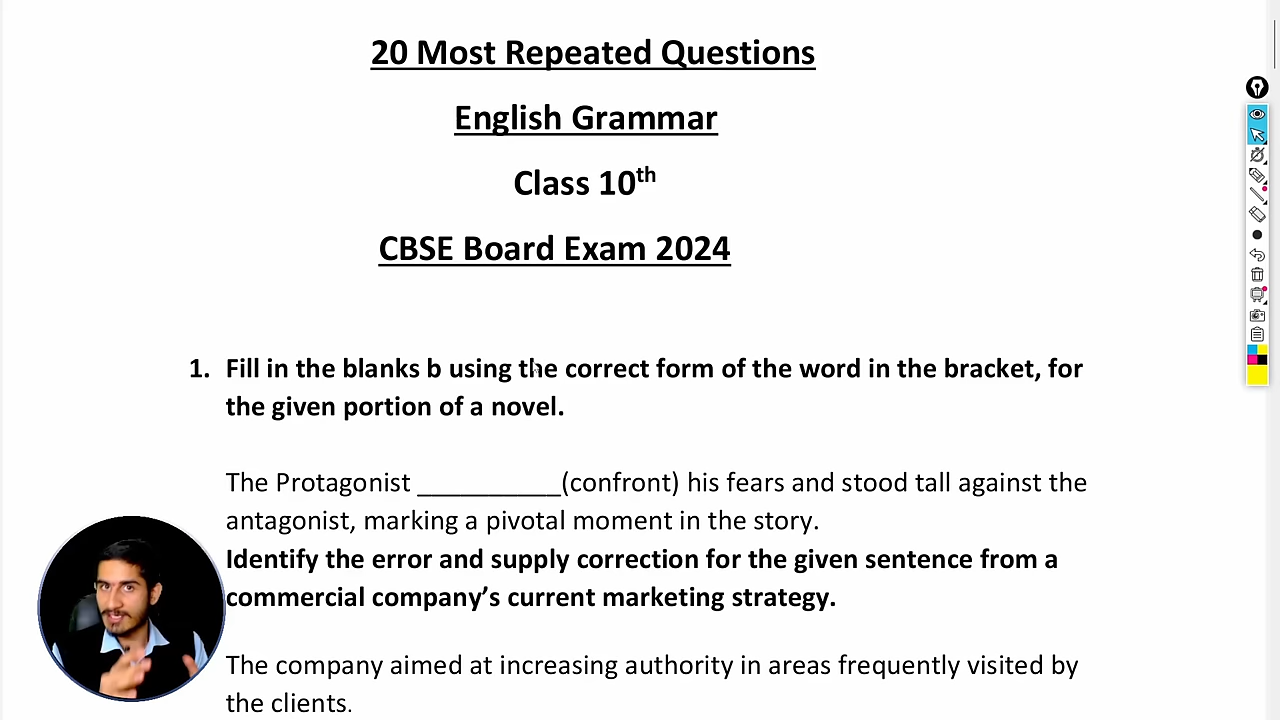 20 Most Repeated Questions
English Grammar
Class 10th
CBSE Board Exam 2024
1. Fill in the blanks b using the correct form of the word in the bracket, for
the given portion of a novel.
The Protagonist __________(confront) his fears and stood tall against the
antagonist, marking a pivotal moment in the story.
Identify the error and supply correction for the given sentence from a
commercial company’s current marketing strategy.
The company aimed at increasing authority in areas frequently visited by
the clients.